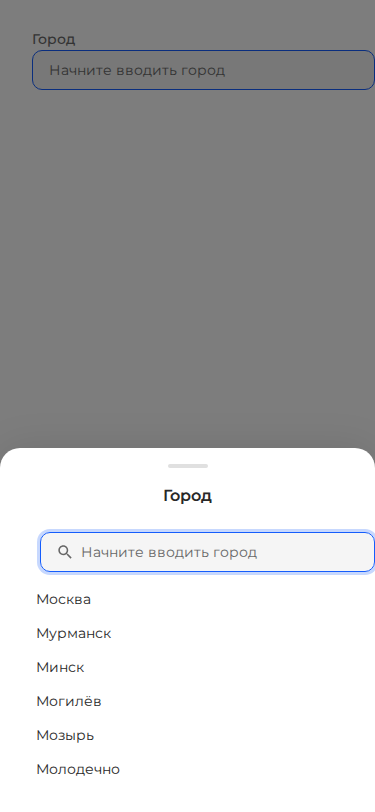 Город
Начните вводить город
Город
Начните вводить город
Москва
Мурманск
Минск
Могилёв
Мозырь
Молодечно